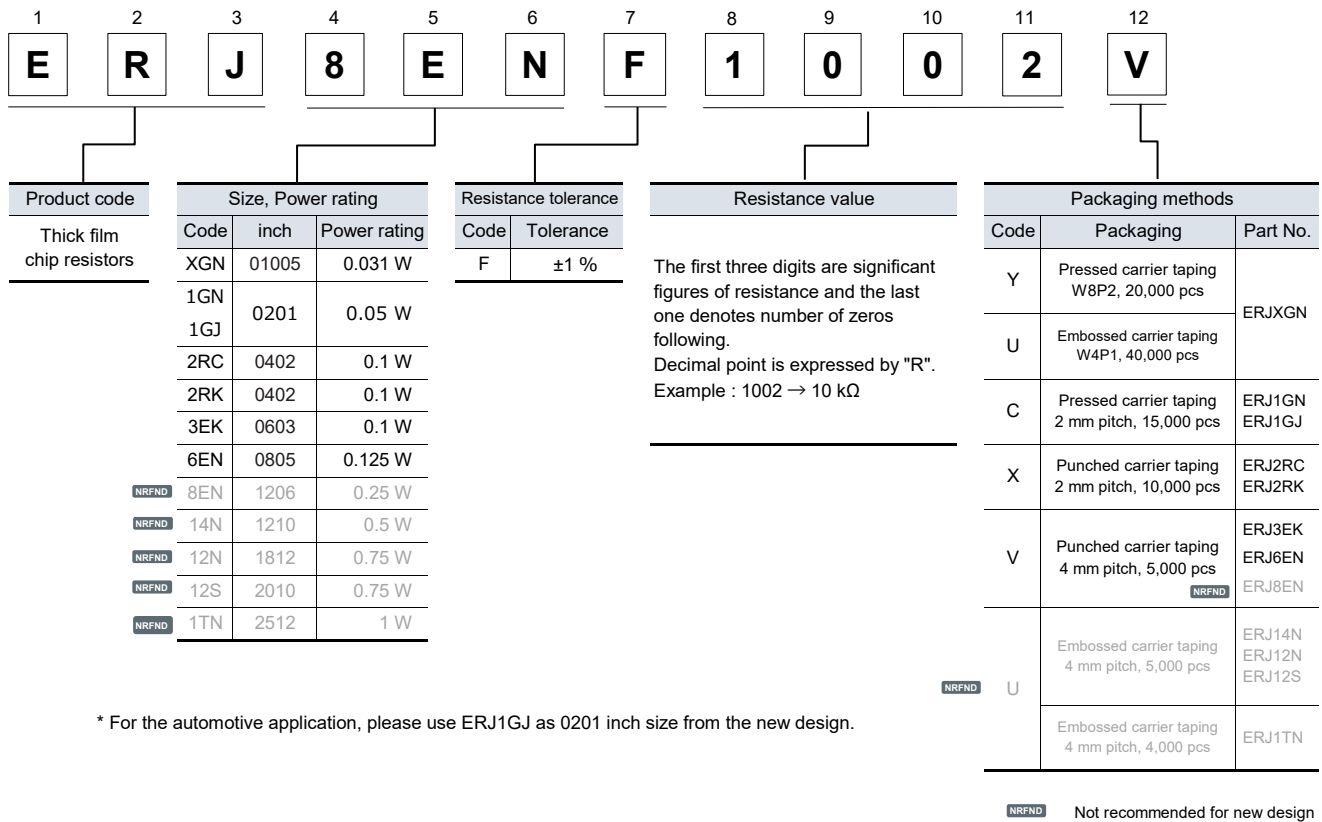 1 2 3 4 5 6 7 8 9 10 11 12
E R J 8 E N F 1 0 0 2 V
Product code
Thick film
chip resistors
Size, Power rating
Code inch Power rating
XGN 01005 0.031 W
1GN
1GJ
0201 0.05 W
2RC 0402 0.1 W
2RK 0402 0.1 W
3EK 0603 0.1 W
6EN 0805 0.125 W
NRFND 8EN 1206 0.25 W
NRFND 14N 1210 0.5 W
NRFND 12N 1812 0.75 W
NRFND 12S 2010 0.75 W
NRFND 1TN 2512 1 W
Resistance tolerance
Code Tolerance
F ±1 %
Resistance value
The first three digits are significant
figures of resistance and the last
one denotes number of zeros
following.
Decimal point is expressed by "R".
Example : 1002 → 10 kΩ
Packaging methods
Code Packaging Part No.
Y
Pressed carrier taping
W8P2, 20,000 pcs
ERJXGN
U
Embossed carrier taping
W4P1, 40,000 pcs
C
Pressed carrier taping
2 mm pitch, 15,000 pcs
ERJ1GN
ERJ1GJ
X
Punched carrier taping
2 mm pitch, 10,000 pcs
ERJ2RC
ERJ2RK
V
Punched carrier taping
4 mm pitch, 5,000 pcs
ERJ3EK
ERJ6EN
NRFND ERJ8EN
NRFND U
Embossed carrier taping
4 mm pitch, 5,000 pcs
ERJ14N
ERJ12N
ERJ12S
Embossed carrier taping
4 mm pitch, 4,000 pcs
ERJ1TN
* For the automotive application, please use ERJ1GJ as 0201 inch size from the new design.
NRFND Not recommended for new design